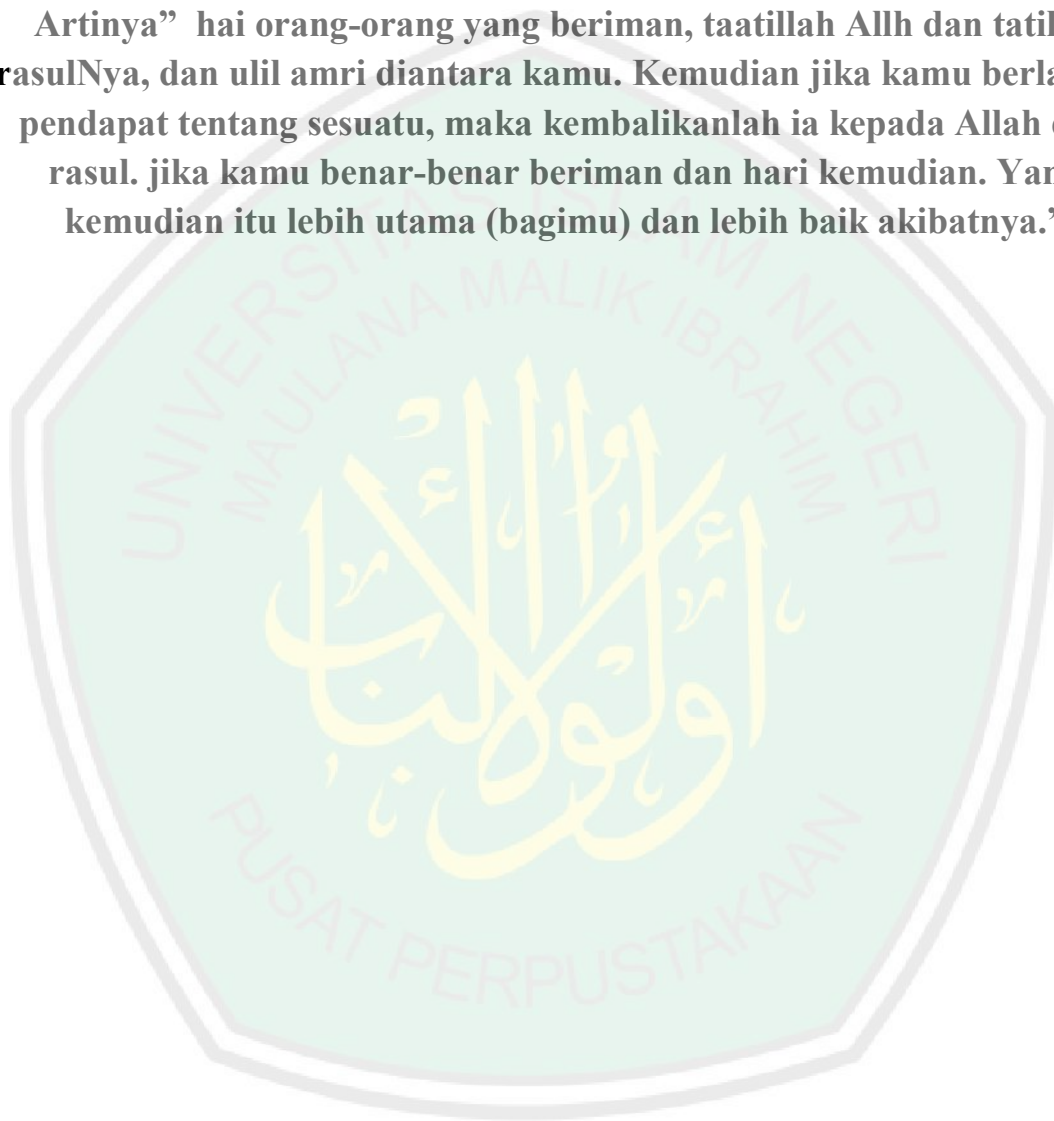 Artinya” hai orang-orang yang beriman, taatillah Allh dan tatil
rasulNya, dan ulil amri diantara kamu. Kemudian jika kamu berla
pendapat tentang sesuatu, maka kembalikanlah ia kepada Allah
rasul. jika kamu benar-benar beriman dan hari kemudian. Yan
kemudian itu lebih utama (bagimu) dan lebih baik akibatnya.”
UNIVERSITAS ISLAM NEGERI
MAULANA MALIK IBRAHIM
أولوا الألباب
PUSAT PERPUSTAKAAN